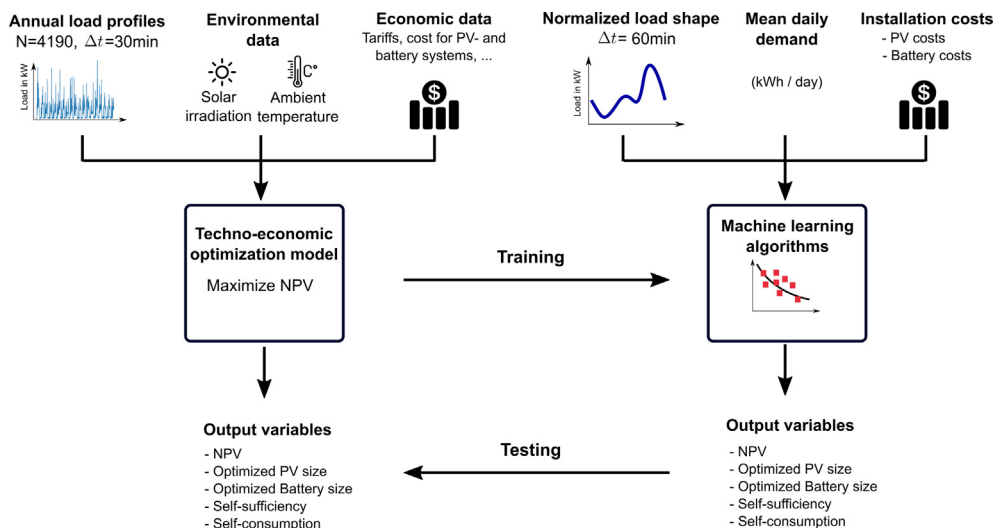 Annual load profiles
N=4190, Δt=30min
Load in kW
Environmental
data
Solar
irradiation
C°
Ambient
temperature
Economic data
Tariffs, cost for PV- and
battery systems, ...
$
Normalized load shape
Δt= 60min
Load in kW
Mean daily
demand
(kWh / day)
Installation costs
- PV costs
- Battery costs
$
Techno-economic
optimization model
Maximize NPV
Training
Machine learning
algorithms
Output variables
- NPV
- Optimized PV size
- Optimized Battery size
- Self-sufficiency
- Self-consumption
Testing
Output variables
- NPV
- Optimized PV size
- Optimized Battery size
- Self-sufficiency
- Self-consumption